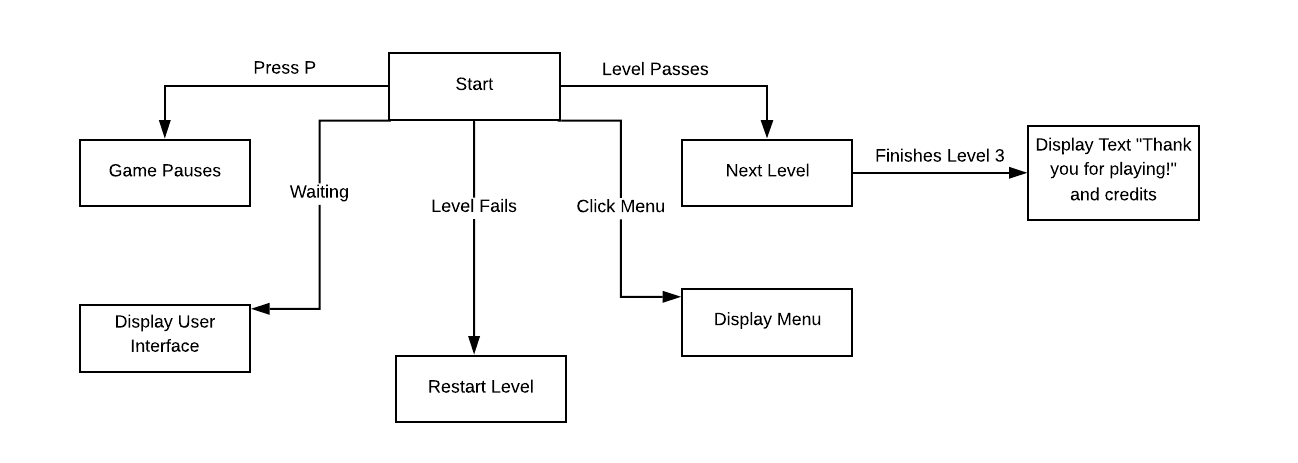 Press P
Start
Level Passes
Game Pauses
Next Level
Finishes Level 3
Display Text "Thank
you for playing!"
and credits
Waiting
Level Fails
Click Menu
Display User
Interface
Display Menu
Restart Level